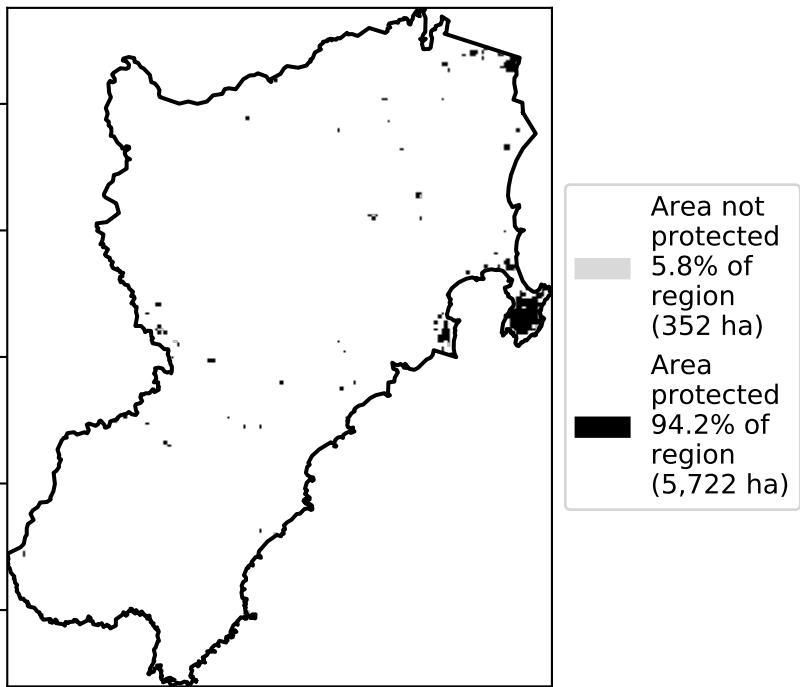 Area not
protected
5.8% of
region
(352 ha)
Area
protected
94.2% of
region
(5,722 ha)